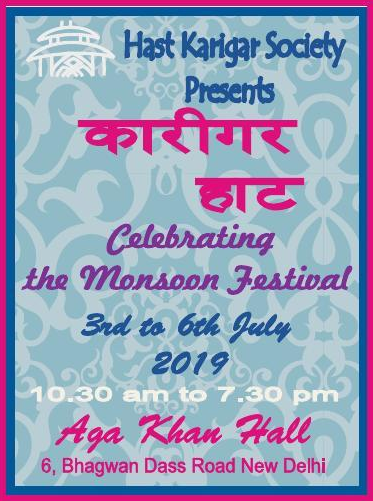 Hast Karigar Society
Presents
कारीगर
हाट
Celebrating
the Monsoon Festival
3rd to 6th July
2019
10.30 am to 7.30 pm
Aga Khan Hall
6, Bhagwan Dass Road New Delhi